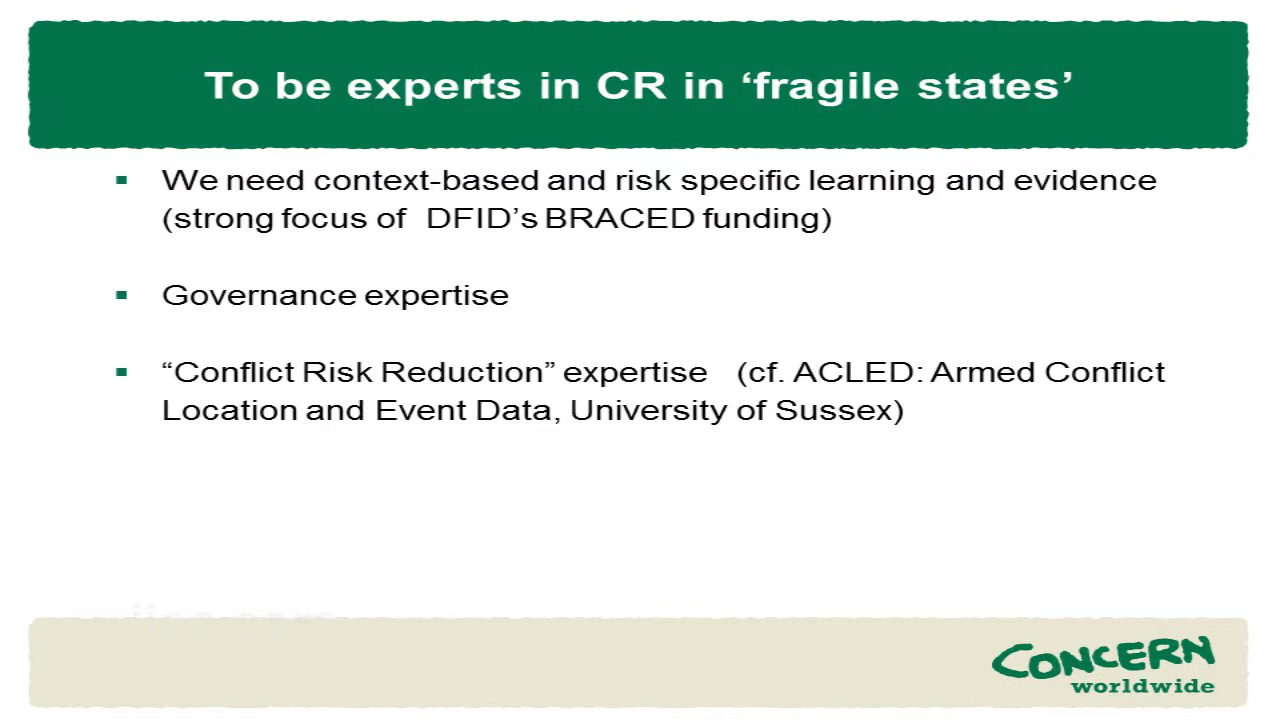 To be experts in CR in ‘fragile states’
▪ We need context-based and risk specific learning and evidence
(strong focus of DFID’s BRACED funding)
▪ Governance expertise
▪ “Conflict Risk Reduction” expertise (cf. ACLED: Armed Conflict
Location and Event Data, University of Sussex)
CONCERN
worldwide